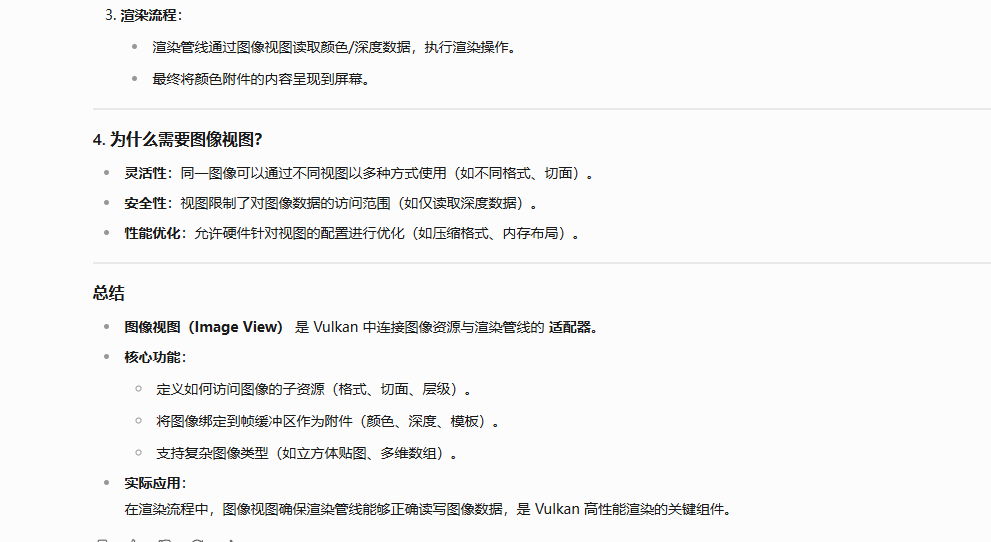 3. 渲染流程：
渲染管线通过图像视图读取颜色/深度数据，执行渲染操作。
最终将颜色附件的内容呈现到屏幕。
4. 为什么需要图像视图？
灵活性：同一图像可以通过不同视图以多种方式使用（如不同格式、切面）。
安全性：视图限制了对图像数据的访问范围（如仅读取深度数据）。
性能优化：允许硬件针对视图的配置进行优化（如压缩格式、内存布局）。
总结
图像视图（Image View） 是 Vulkan 中连接图像资源与渲染管线的 适配器。
核心功能：
定义如何访问图像的子资源（格式、切面、层级）。
将图像绑定到帧缓冲区作为附件（颜色、深度、模板）。
支持复杂图像类型（如立方体贴图、多维数组）。
实际应用：
在渲染流程中，图像视图确保渲染管线能够正确读写图像数据，是 Vulkan 高性能渲染的关键组件。